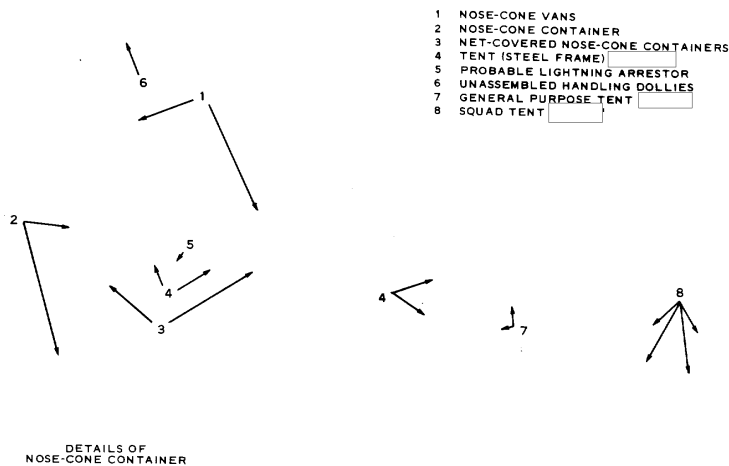 1 NOSE-CONE VANS
2 NOSE-CONE CONTAINER
3 NET-COVERED NOSE-CONE CONTAINERS
4 TENT (STEEL FRAME)
5 PROBABLE LIGHTNING ARRESTOR
6 UNASSEMBLED HANDLING DOLLIES
7 GENERAL PURPOSE TENT
8 SQUAD TENT
6
1
2
5
4
3
4
7
8
DETAILS OF
NOSE-CONE CONTAINER